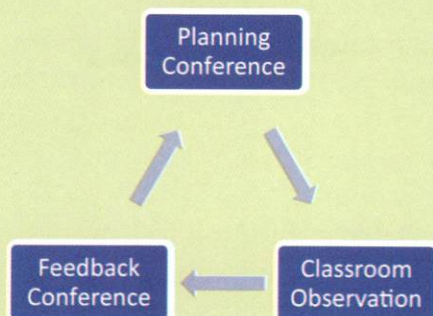 Planning
Conference
Classroom
Observation
Feedback
Conference